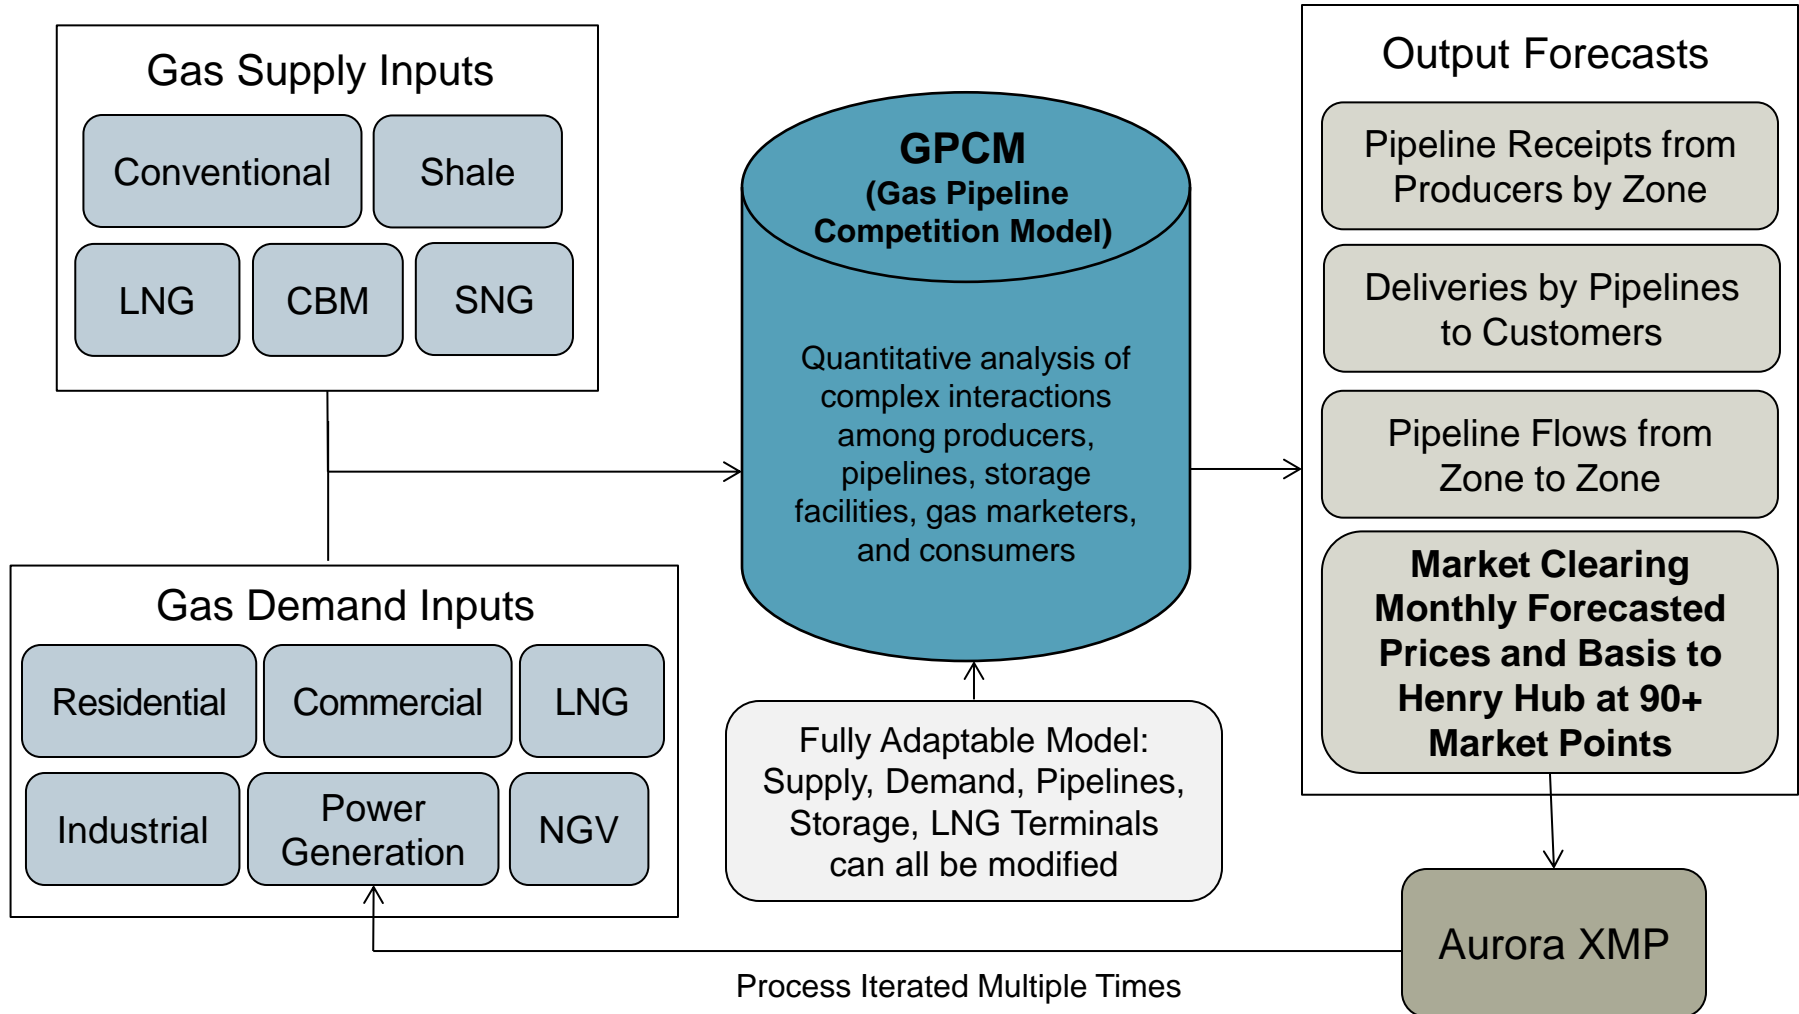 Gas Supply Inputs
Conventional
Shale
LNG
CBM
SNG
Gas Demand Inputs
Residential
Commercial
LNG
Industrial
Power
Generation
NGV
GPCM
(Gas Pipeline
Competition Model)
Quantitative analysis of
complex interactions
among producers,
pipelines, storage
facilities, gas marketers,
and consumers
Fully Adaptable Model:
Supply, Demand, Pipelines,
Storage, LNG Terminals
can all be modified
Output Forecasts
Pipeline Receipts from
Producers by Zone
Deliveries by Pipelines
to Customers
Pipeline Flows from
Zone to Zone
Market Clearing
Monthly Forecasted
Prices and Basis to
Henry Hub at 90+
Market Points
Aurora XMP
Process Iterated Multiple Times